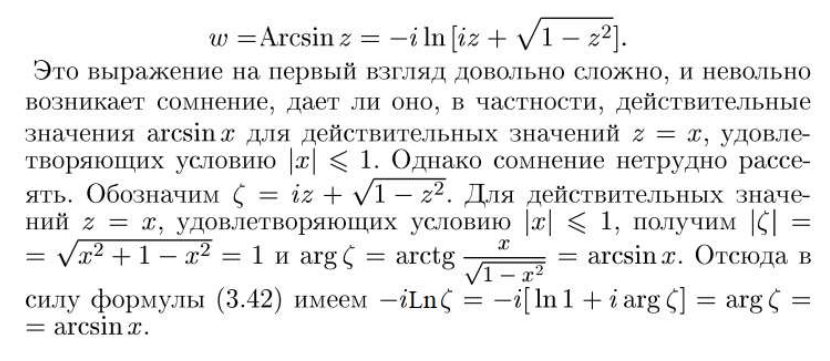 w =Arcsin z = −i ln [iz + √(1 − z²)].
Это выражение на первый взгляд довольно сложно, и невольно
возникает сомнение, дает ли оно, в частности, действительные
значения arcsin x для действительных значений z = x, удовле-
творяющих условию |x| ⩽ 1. Однако сомнение нетрудно рассе-
ять. Обозначим ζ = iz + √(1 − z²). Для действительных значе-
ний z = x, удовлетворяющих условию |x| ⩽ 1, получим |ζ| =
= √(x² + 1 − x²) = 1 и arg ζ = arctg x/√(1 − x²) = arcsin x. Отсюда в
силу формулы (3.42) имеем −iLnζ = −i[ ln 1 + i arg ζ] = arg ζ =
= arcsin x.